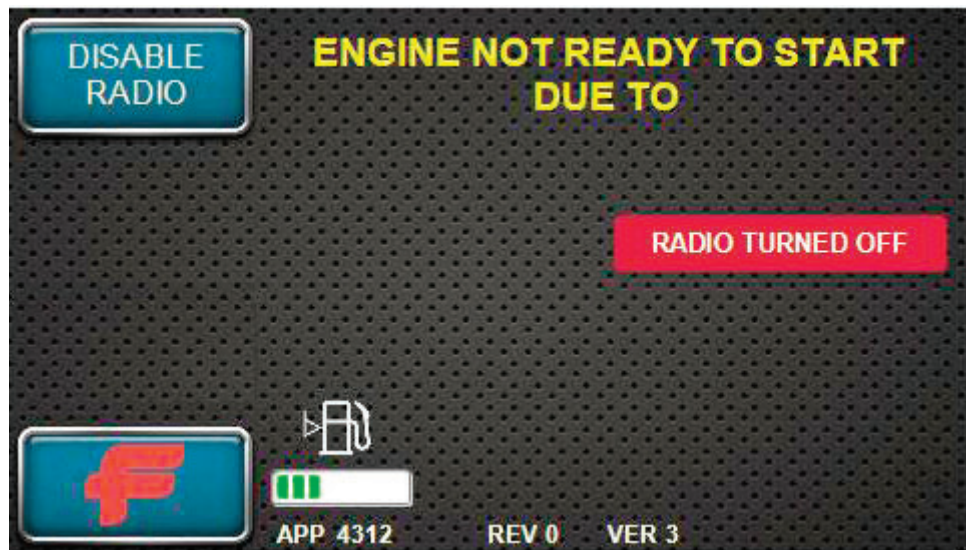 DISABLE
RADIO
ENGINE NOT READY TO START
DUE TO
RADIO TURNED OFF
APP 4312 REV 0 VER 3